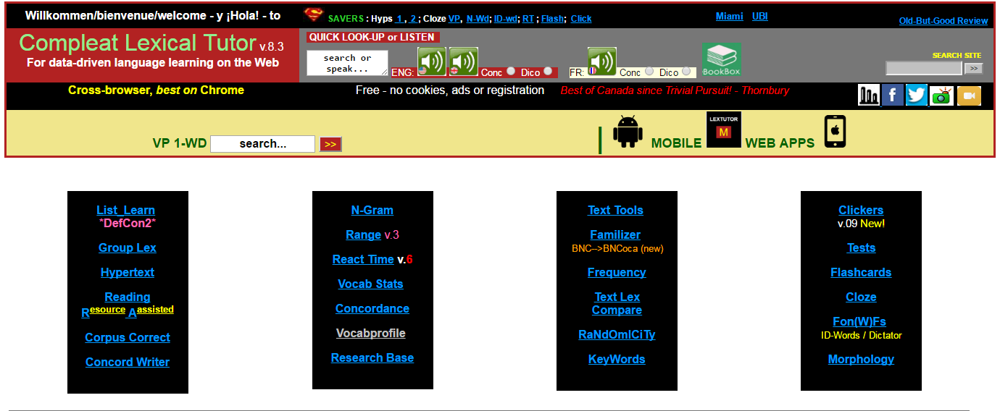 Willkommen/bienvenue/welcome - y ¡Hola! - to
SAVERS : Hyps 1 , 2 ; Cloze VP, N-Wd; ID-wd; RT ; Flash; Click
Miami UBI
Old-But-Good Review
Compleat Lexical Tutor v.8.3
For data-driven language learning on the Web
QUICK LOOK-UP or LISTEN
search or
speak...
ENG: Conc Dico
FR: Conc Dico
BookBox
SEARCH SITE
>>
Cross-browser, best on Chrome
Free - no cookies, ads or registration
Best of Canada since Trivial Pursuit! - Thornbury
VP 1-WD search... >>
| MOBILE
LEXTUTOR
M
WEB APPS
List_Learn
*DefCon2*
Group Lex
Hypertext
Reading
Resource Aassisted
Corpus Correct
Concord Writer
N-Gram
Range v.3
React Time v.6
Vocab Stats
Concordance
Vocabprofile
Research Base
Text Tools
Familizer
BNC-->BNCoca (new)
Frequency
Text Lex
Compare
RaNdOmIC​iTy
KeyWords
Clickers
v.09 New!
Tests
Flashcards
Cloze
Fon(W)Fs
ID-Words / Dictator
Morphology